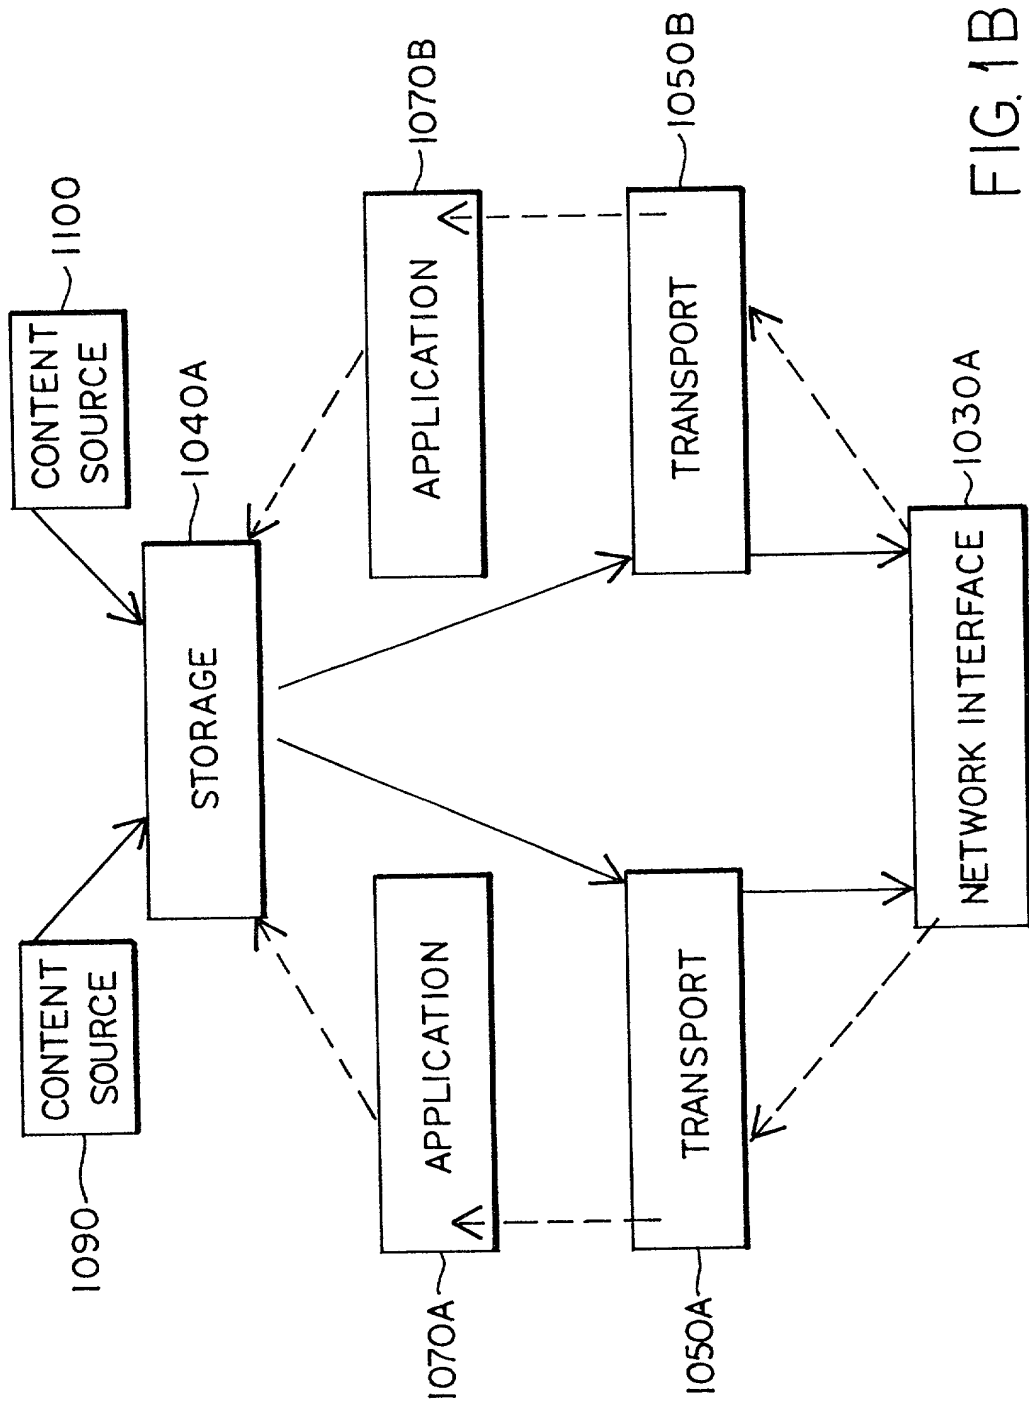 1090
CONTENT
SOURCE
CONTENT
SOURCE
1100
STORAGE
1040A
1070A
APPLICATION
APPLICATION
1070B
1050A
TRANSPORT
TRANSPORT
1050B
NETWORK INTERFACE
1030A
FIG. 1B